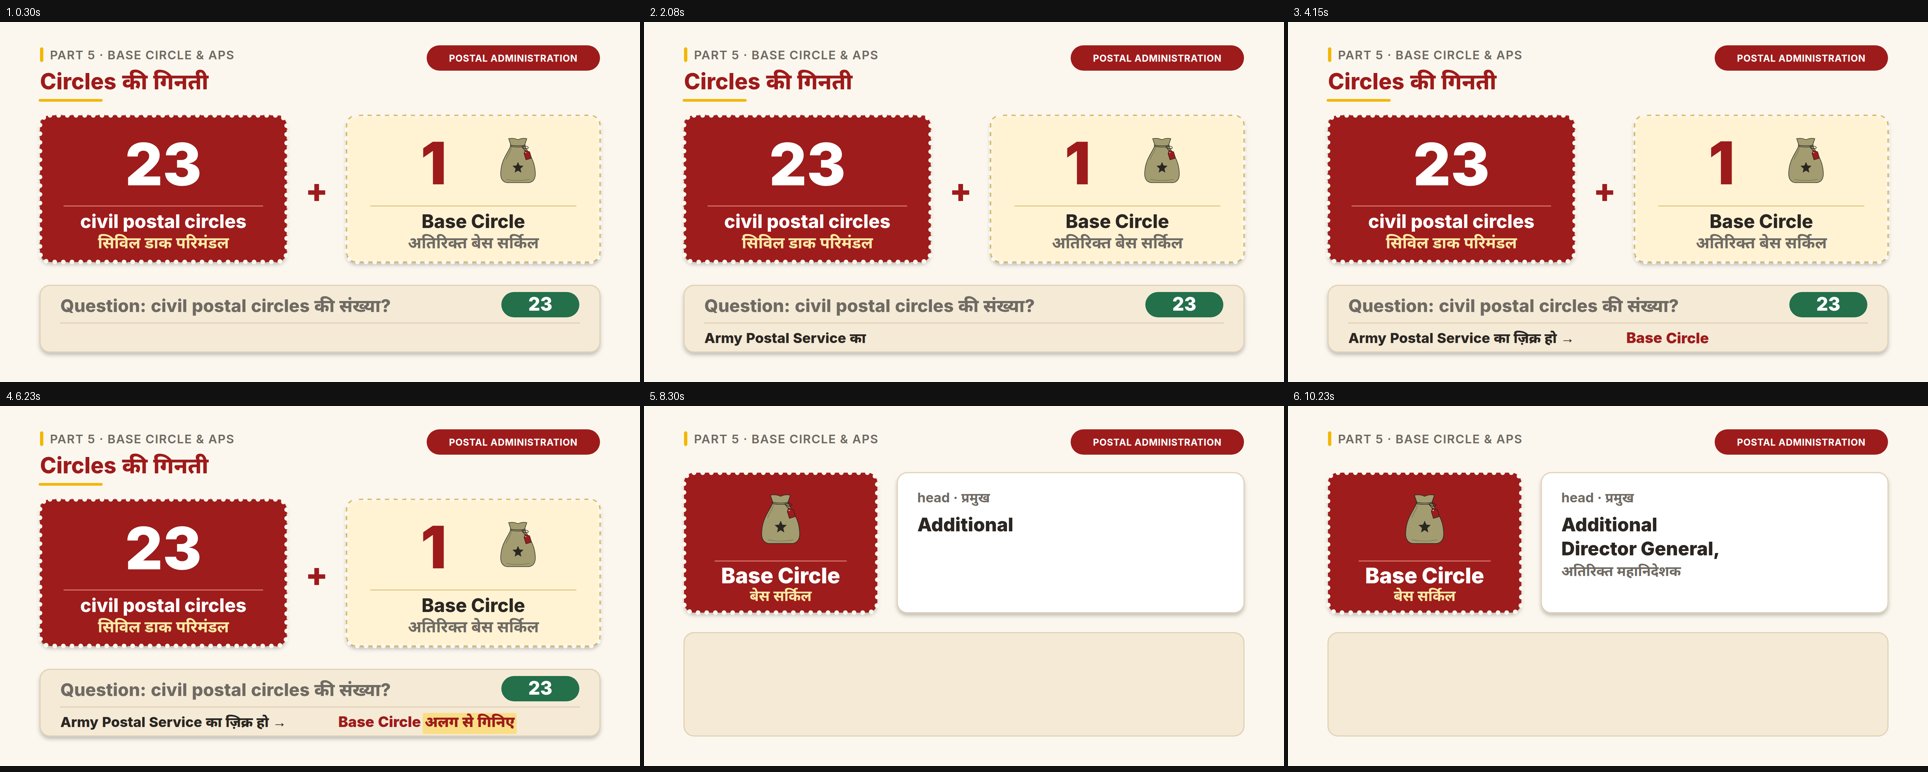 1. 0.30s
PART 5 · BASE CIRCLE & APS
POSTAL ADMINISTRATION
Circles की गिनती
23
civil postal circles
सिविल डाक परिमंडल
+
1
Base Circle
अतिरिक्त बेस सर्किल
Question: civil postal circles की संख्या?
23
2. 2.08s
PART 5 · BASE CIRCLE & APS
POSTAL ADMINISTRATION
Circles की गिनती
23
civil postal circles
सिविल डाक परिमंडल
+
1
Base Circle
अतिरिक्त बेस सर्किल
Question: civil postal circles की संख्या?
23
Army Postal Service का
3. 4.15s
PART 5 · BASE CIRCLE & APS
POSTAL ADMINISTRATION
Circles की गिनती
23
civil postal circles
सिविल डाक परिमंडल
+
1
Base Circle
अतिरिक्त बेस सर्किल
Question: civil postal circles की संख्या?
23
Army Postal Service का ज़िक्र हो → Base Circle
4. 6.23s
PART 5 · BASE CIRCLE & APS
POSTAL ADMINISTRATION
Circles की गिनती
23
civil postal circles
सिविल डाक परिमंडल
+
1
Base Circle
अतिरिक्त बेस सर्किल
Question: civil postal circles की संख्या?
23
Army Postal Service का ज़िक्र हो → Base Circle अलग से गिनिए
5. 8.30s
PART 5 · BASE CIRCLE & APS
POSTAL ADMINISTRATION
Base Circle
बेस सर्किल
head · प्रमुख
Additional
6. 10.23s
PART 5 · BASE CIRCLE & APS
POSTAL ADMINISTRATION
Base Circle
बेस सर्किल
head · प्रमुख
Additional
Director General,
अतिरिक्त महानिदेशक